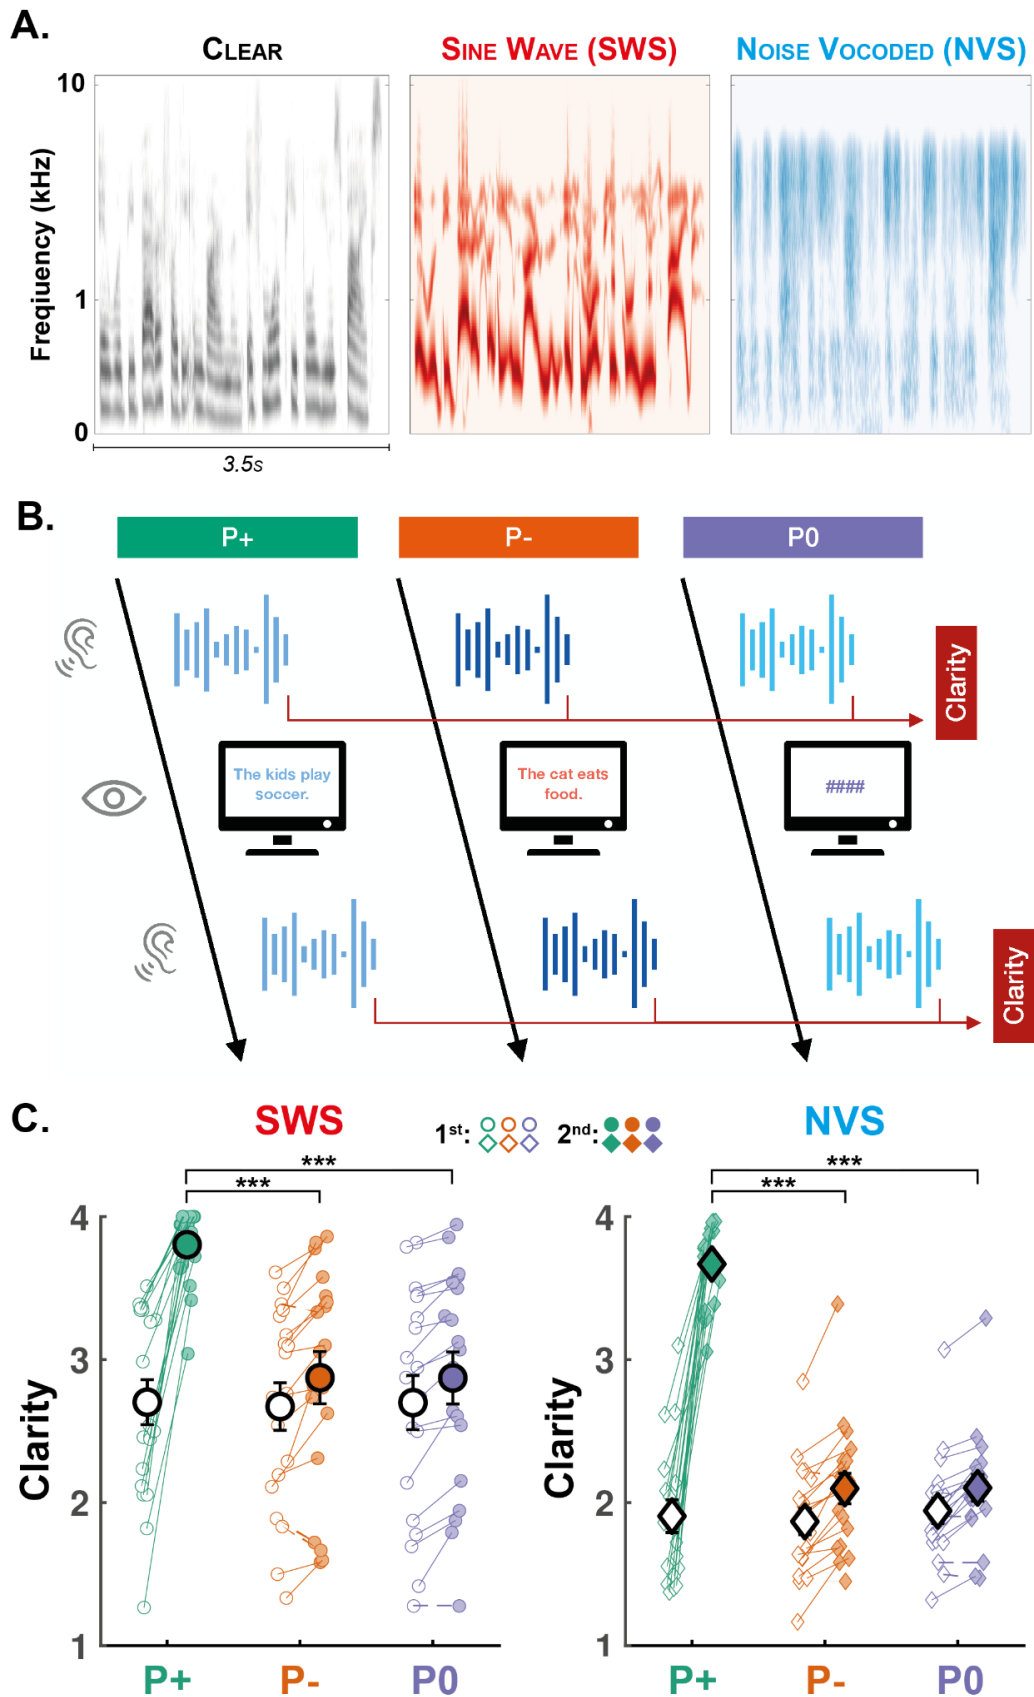 A.
CLEAR
SINE WAVE (SWS)
NOISE VOCODED (NVS)
10
1
0
Freqiuency (kHz)
3.5s
B.
P+
P-
P0
Clarity
The kids play
soccer.
The cat eats
food.
####
Clarity
C.
SWS
1st:
2nd:
NVS
***
***
***
***
4
3
2
1
Clarity
P+
P-
P0
4
3
2
1
Clarity
P+
P-
P0